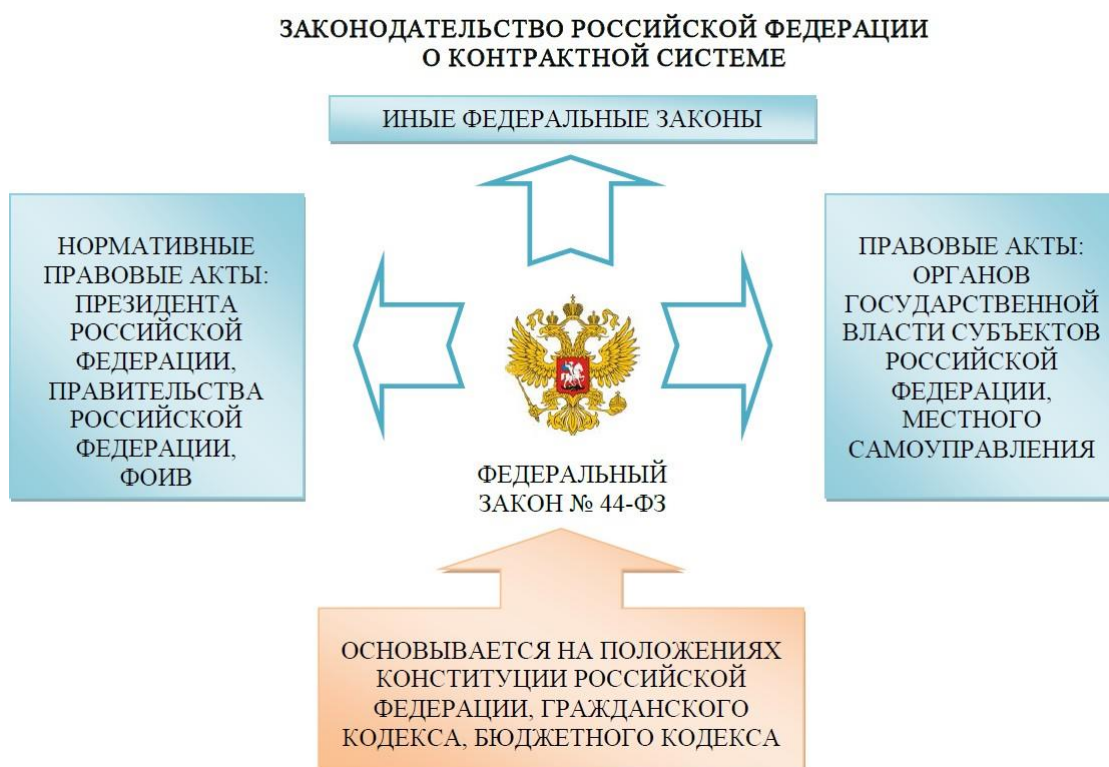 ЗАКОНОДАТЕЛЬСТВО РОССИЙСКОЙ ФЕДЕРАЦИИ
О КОНТРАКТНОЙ СИСТЕМЕ
ИНЫЕ ФЕДЕРАЛЬНЫЕ ЗАКОНЫ
НОРМАТИВНЫЕ
ПРАВОВЫЕ АКТЫ:
ПРЕЗИДЕНТА
РОССИЙСКОЙ
ФЕДЕРАЦИИ,
ПРАВИТЕЛЬСТВА
РОССИЙСКОЙ
ФЕДЕРАЦИИ,
ФОИВ
ПРАВОВЫЕ АКТЫ:
ОРГАНОВ
ГОСУДАРСТВЕННОЙ
ВЛАСТИ СУБЪЕКТОВ
РОССИЙСКОЙ
ФЕДЕРАЦИИ,
МЕСТНОГО
САМОУПРАВЛЕНИЯ
ФЕДЕРАЛЬНЫЙ
ЗАКОН № 44-ФЗ
ОСНОВЫВАЕТСЯ НА ПОЛОЖЕНИЯХ
КОНСТИТУЦИИ РОССИЙСКОЙ
ФЕДЕРАЦИИ, ГРАЖДАНСКОГО
КОДЕКСА, БЮДЖЕТНОГО КОДЕКСА